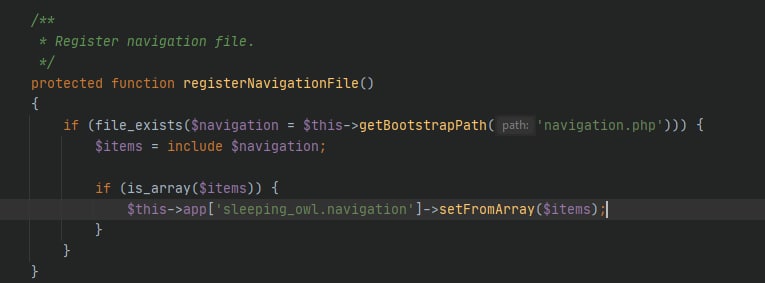 /**
 * Register navigation file.
 */
protected function registerNavigationFile()
{
    if (file_exists($navigation = $this->getBootstrapPath( path: 'navigation.php'))) {
        $items = include $navigation;

        if (is_array($items)) {
            $this->app['sleeping_owl.navigation']->setFromArray($items);
        }
    }
}